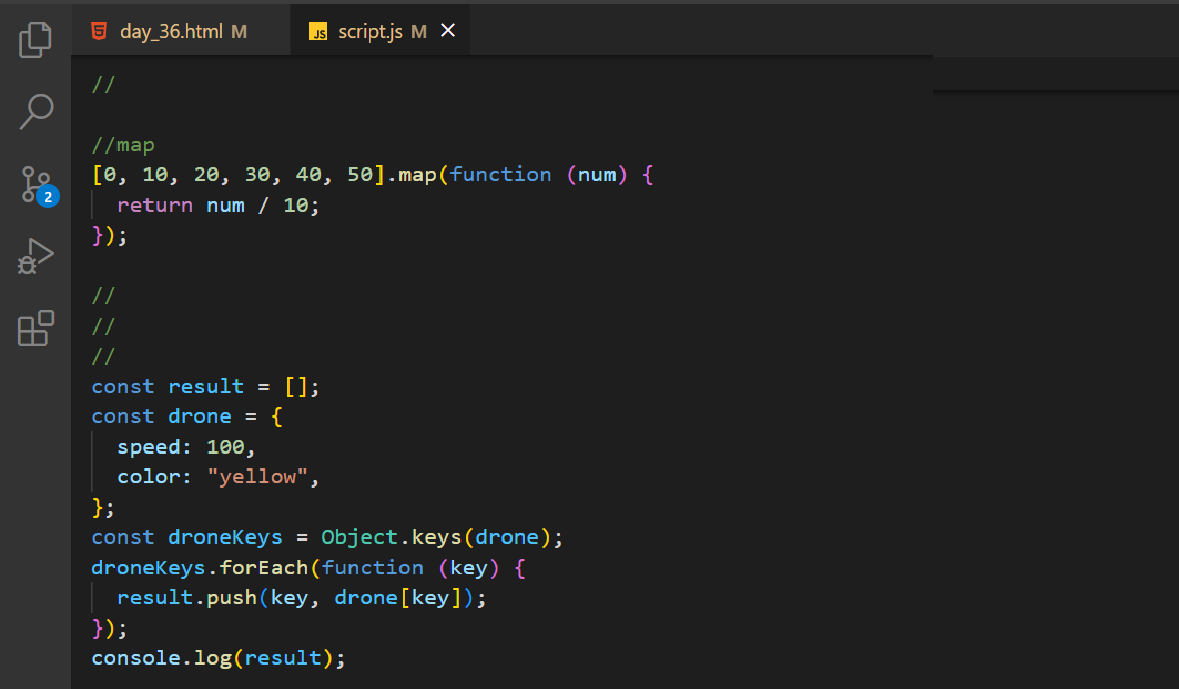 day_36.html M
JS script.js M
2
//
//map
[0, 10, 20, 30, 40, 50].map(function (num) {
  return num / 10;
});
//
//
//
const result = [];
const drone = {
  speed: 100,
  color: "yellow",
};
const droneKeys = Object.keys(drone);
droneKeys.forEach(function (key) {
  result.push(key, drone[key]);
});
console.log(result);